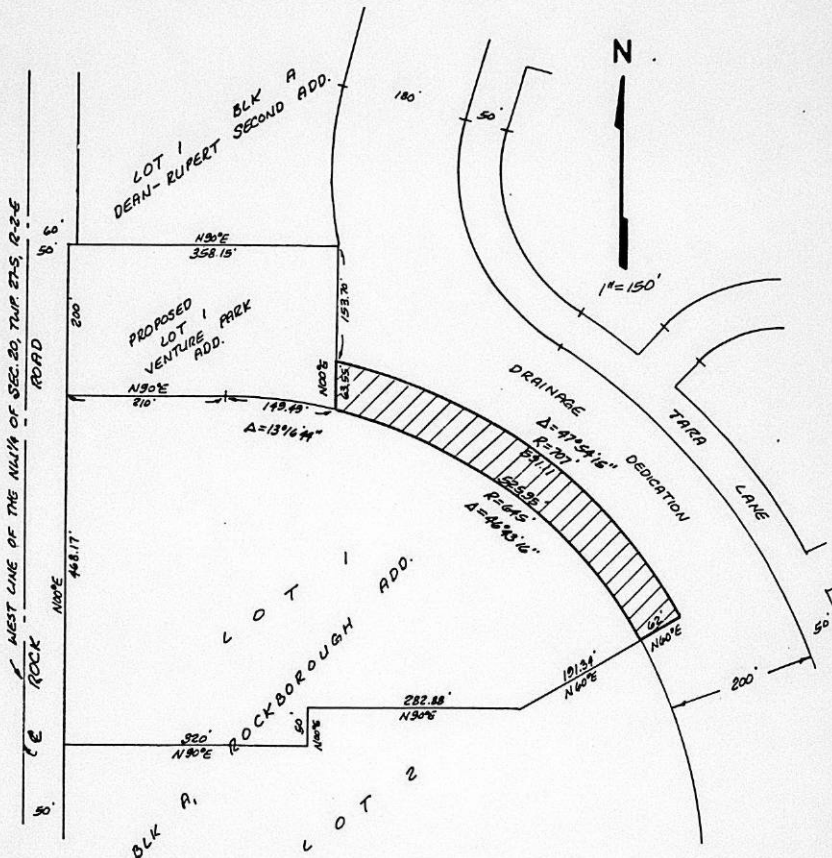 N
1"=150'
LOT 1 BLK A
DEAN-RUPERT SECOND ADD.
180'
50'
60'
50'
N90°E
358.15'
200'
PROPOSED
LOT 1
VENTURE PARK
ADD.
153.70'
N00°E
63.55'
N90°E
210'
149.49'
Δ=13°16'44"
DRAINAGE
DEDICATION
Δ=47°54'15"
R=707'
591.11'
525.95'
R=645'
Δ=46°43'16"
TARA
LANE
WEST LINE OF THE NW1/4 OF SEC. 20, TWP. 27-S, R-2-E
ROAD
ROCK
℄
468.17'
N00°E
LOT 1
ROCKBOROUGH ADD.
BLK A,
62'
N60°E
191.34'
N60°E
200'
50'
282.88'
N90°E
50'
N00°E
320'
N90°E
50'
LOT 2